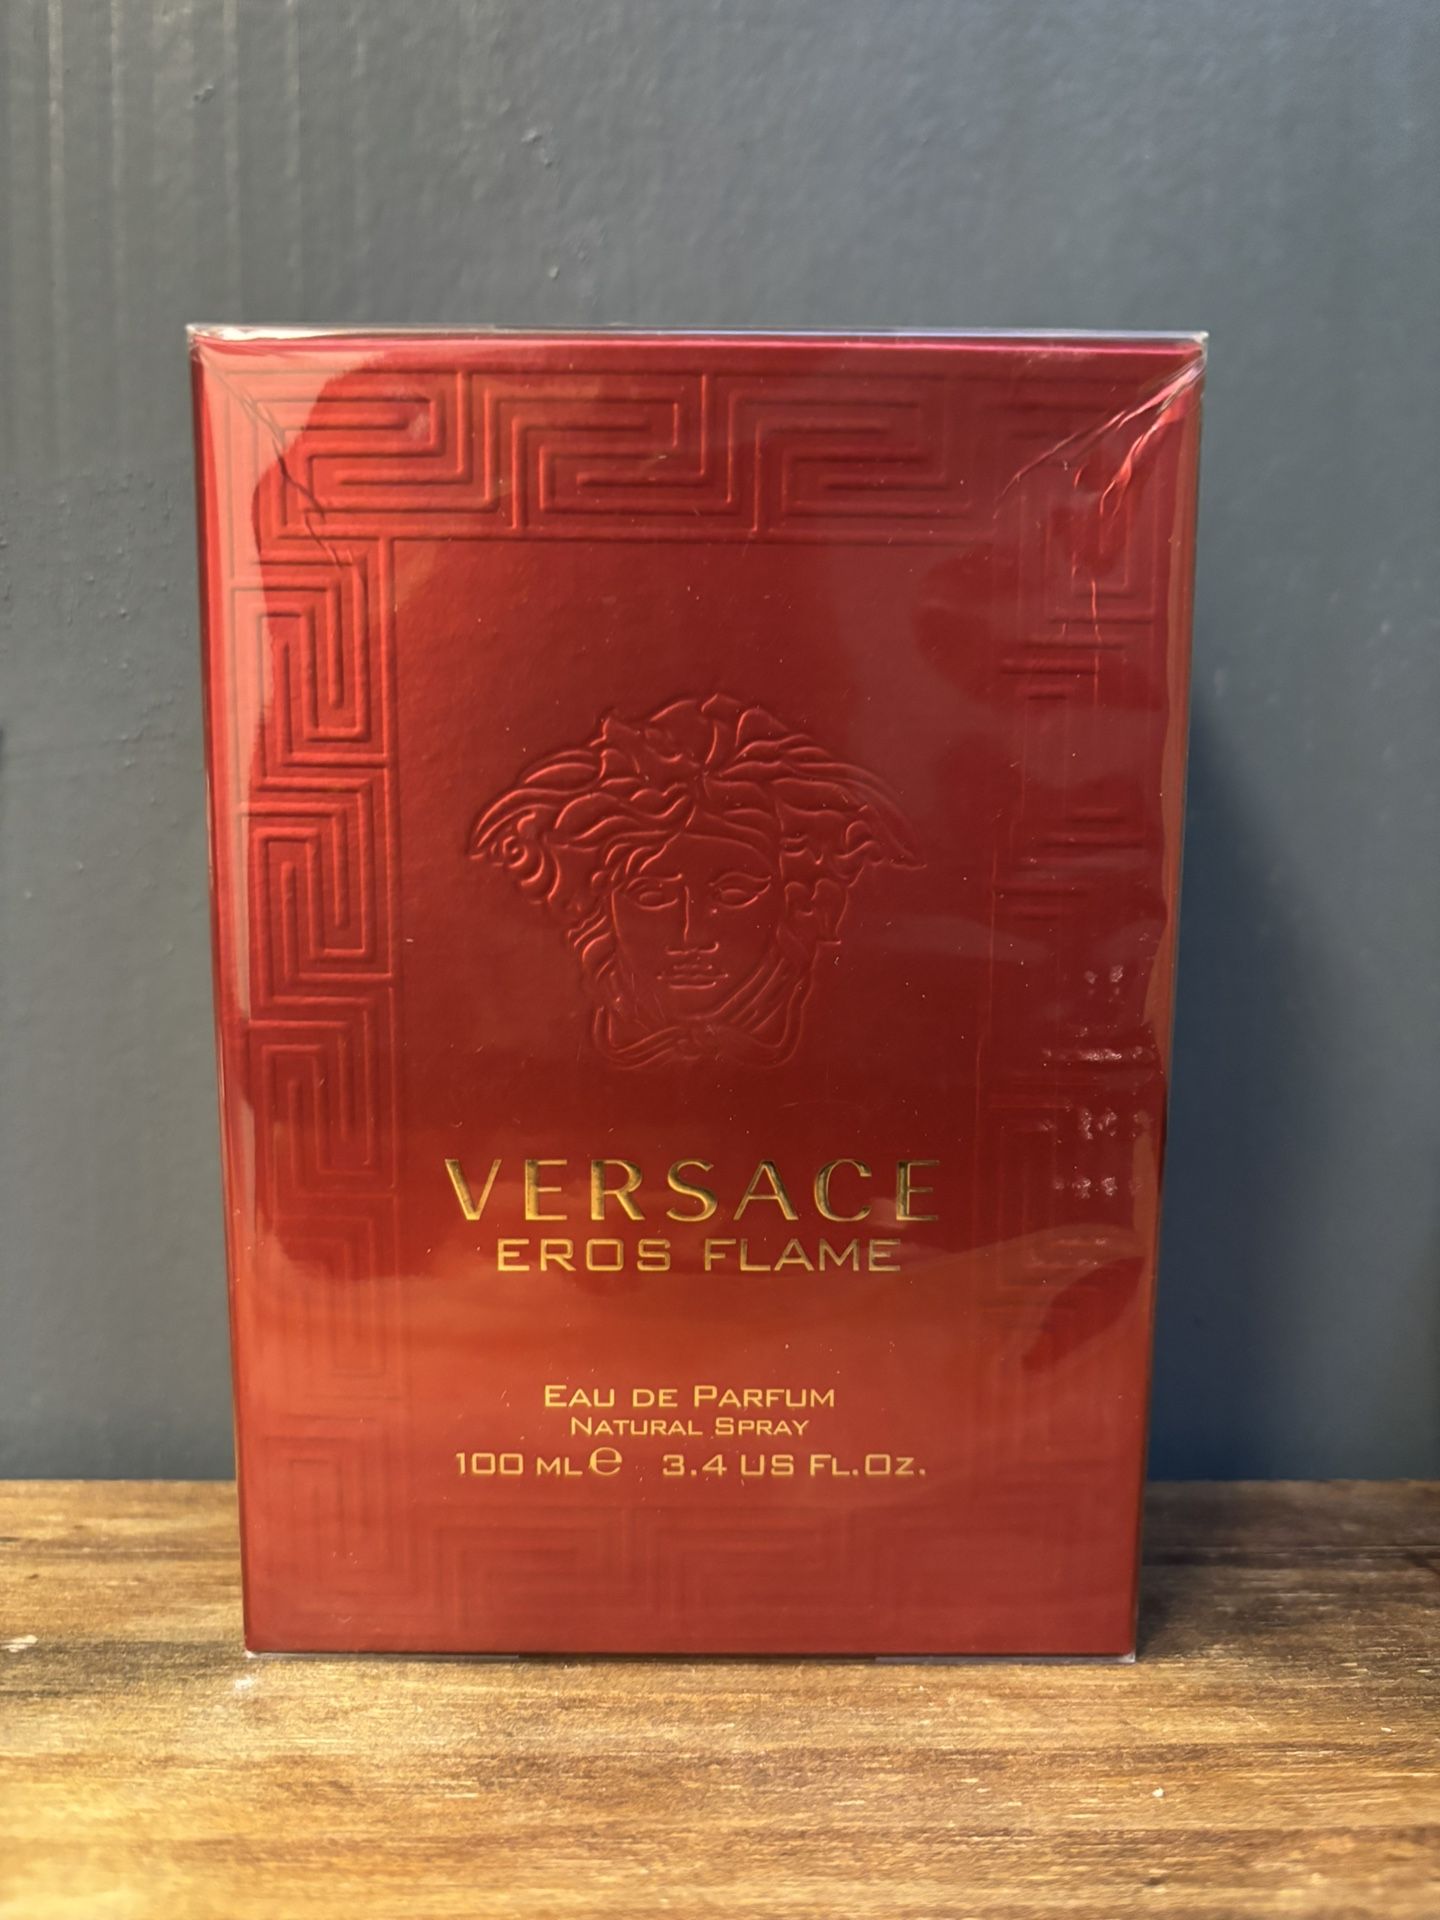 VERSACE
EROS FLAME
EAU DE PARFUM
NATURAL SPRAY
100 ML ℮ 3.4 US FL.OZ.